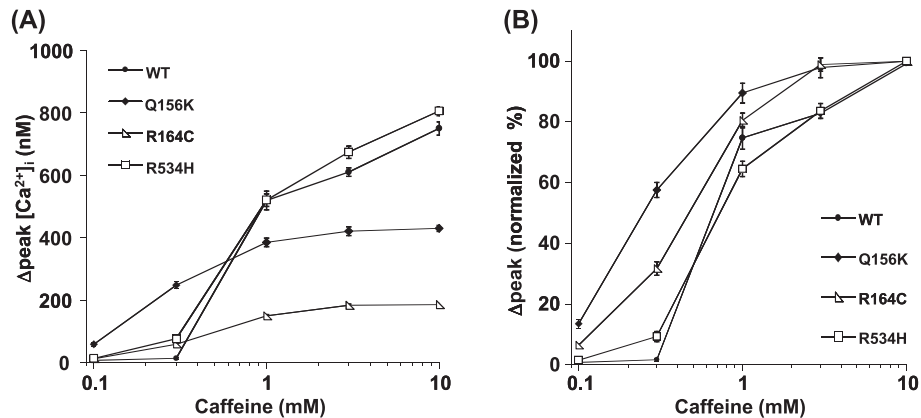 (A)
1000
800
600
400
200
0
Δpeak [Ca²⁺]ᵢ (nM)
WT
Q156K
R164C
R534H
0.1
1
10
Caffeine (mM)
(B)
100
80
60
40
20
0
Δpeak (normalized %)
WT
Q156K
R164C
R534H
0.1
1
10
Caffeine (mM)